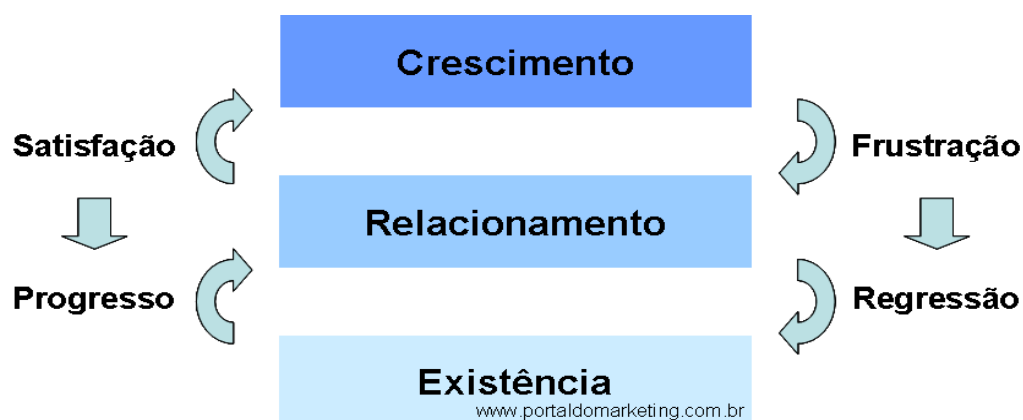 Crescimento
Satisfação
Frustração
Relacionamento
Progresso
Regressão
Existência
www.portaldomarketing.com.br